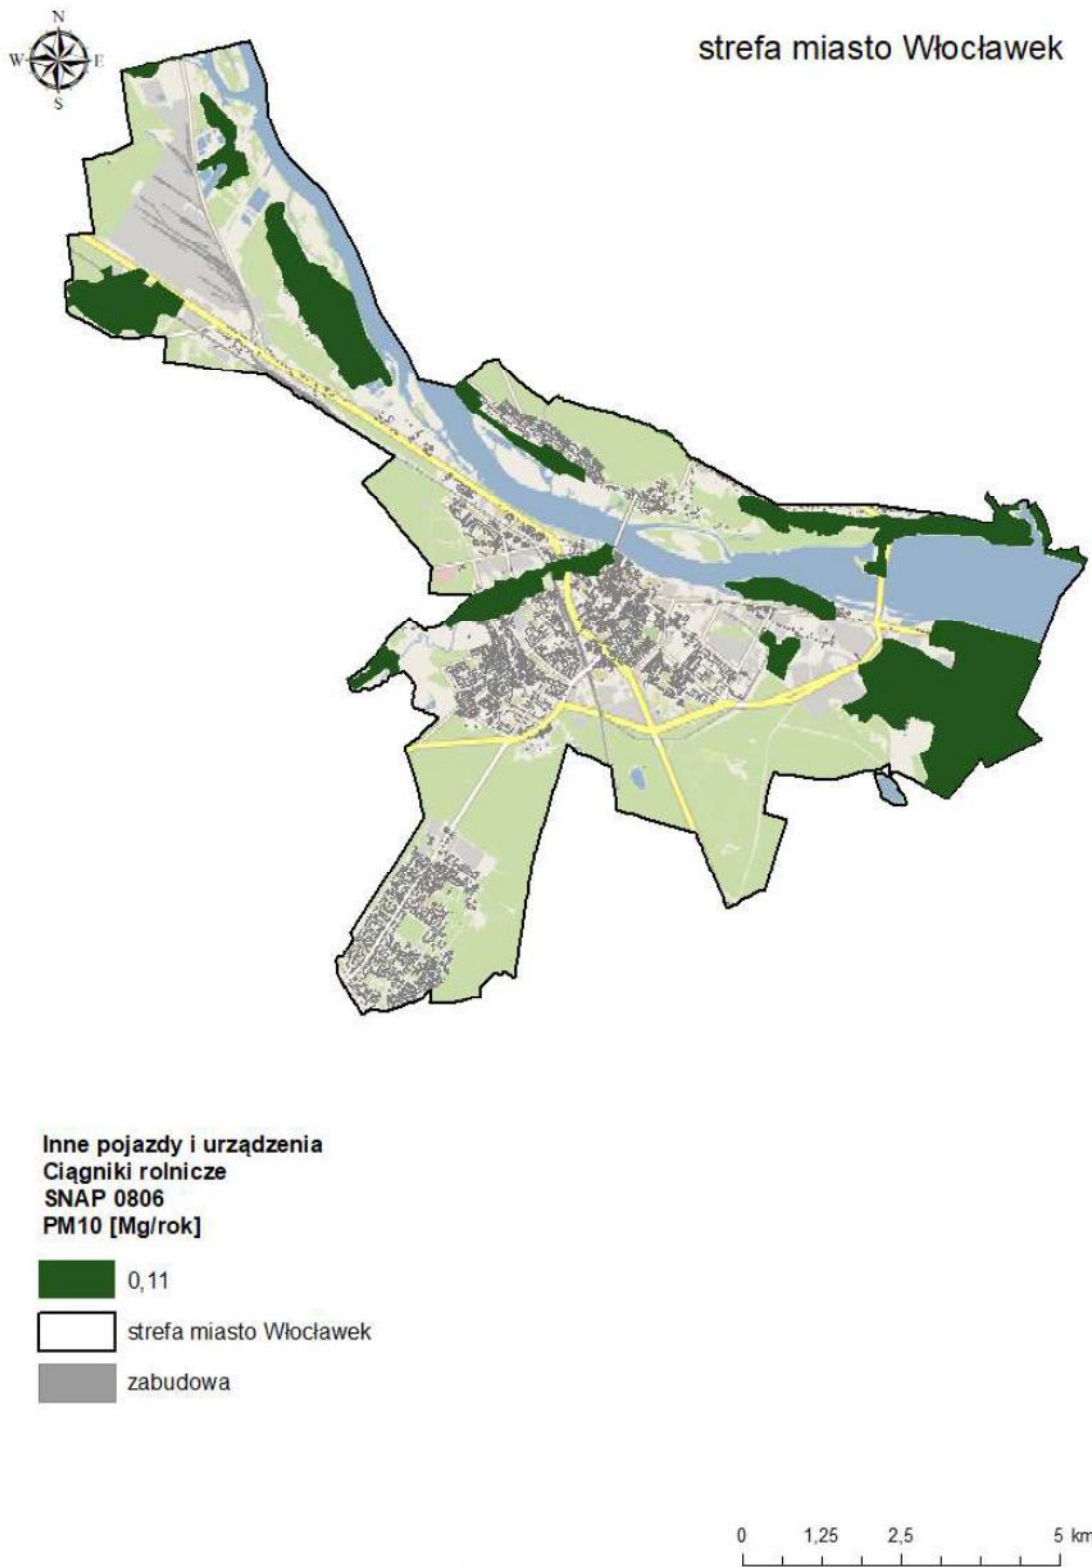 N
strefa miasto Włocławek
W E
S
Inne pojazdy i urządzenia
Ciągniki rolnicze
SNAP 0806
PM10 [Mg/rok]
0,11
strefa miasto Włocławek
zabudowa
0 1,25 2,5 5 km